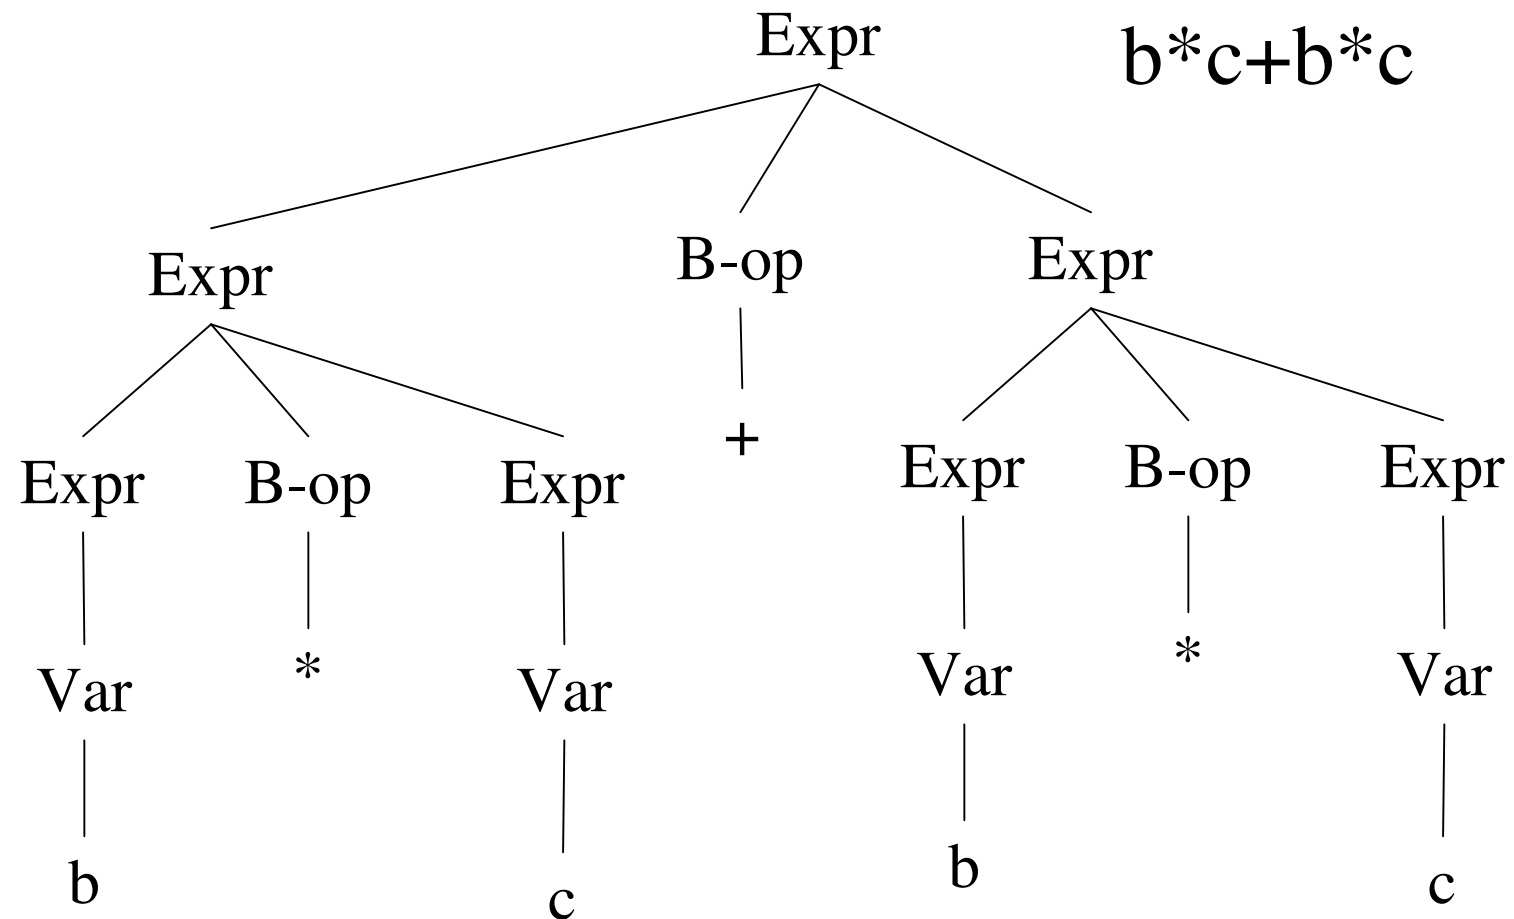 Expr b*c+b*c
Expr B-op Expr
+
Expr B-op Expr Expr B-op Expr
Var * Var Var * Var
b c b c